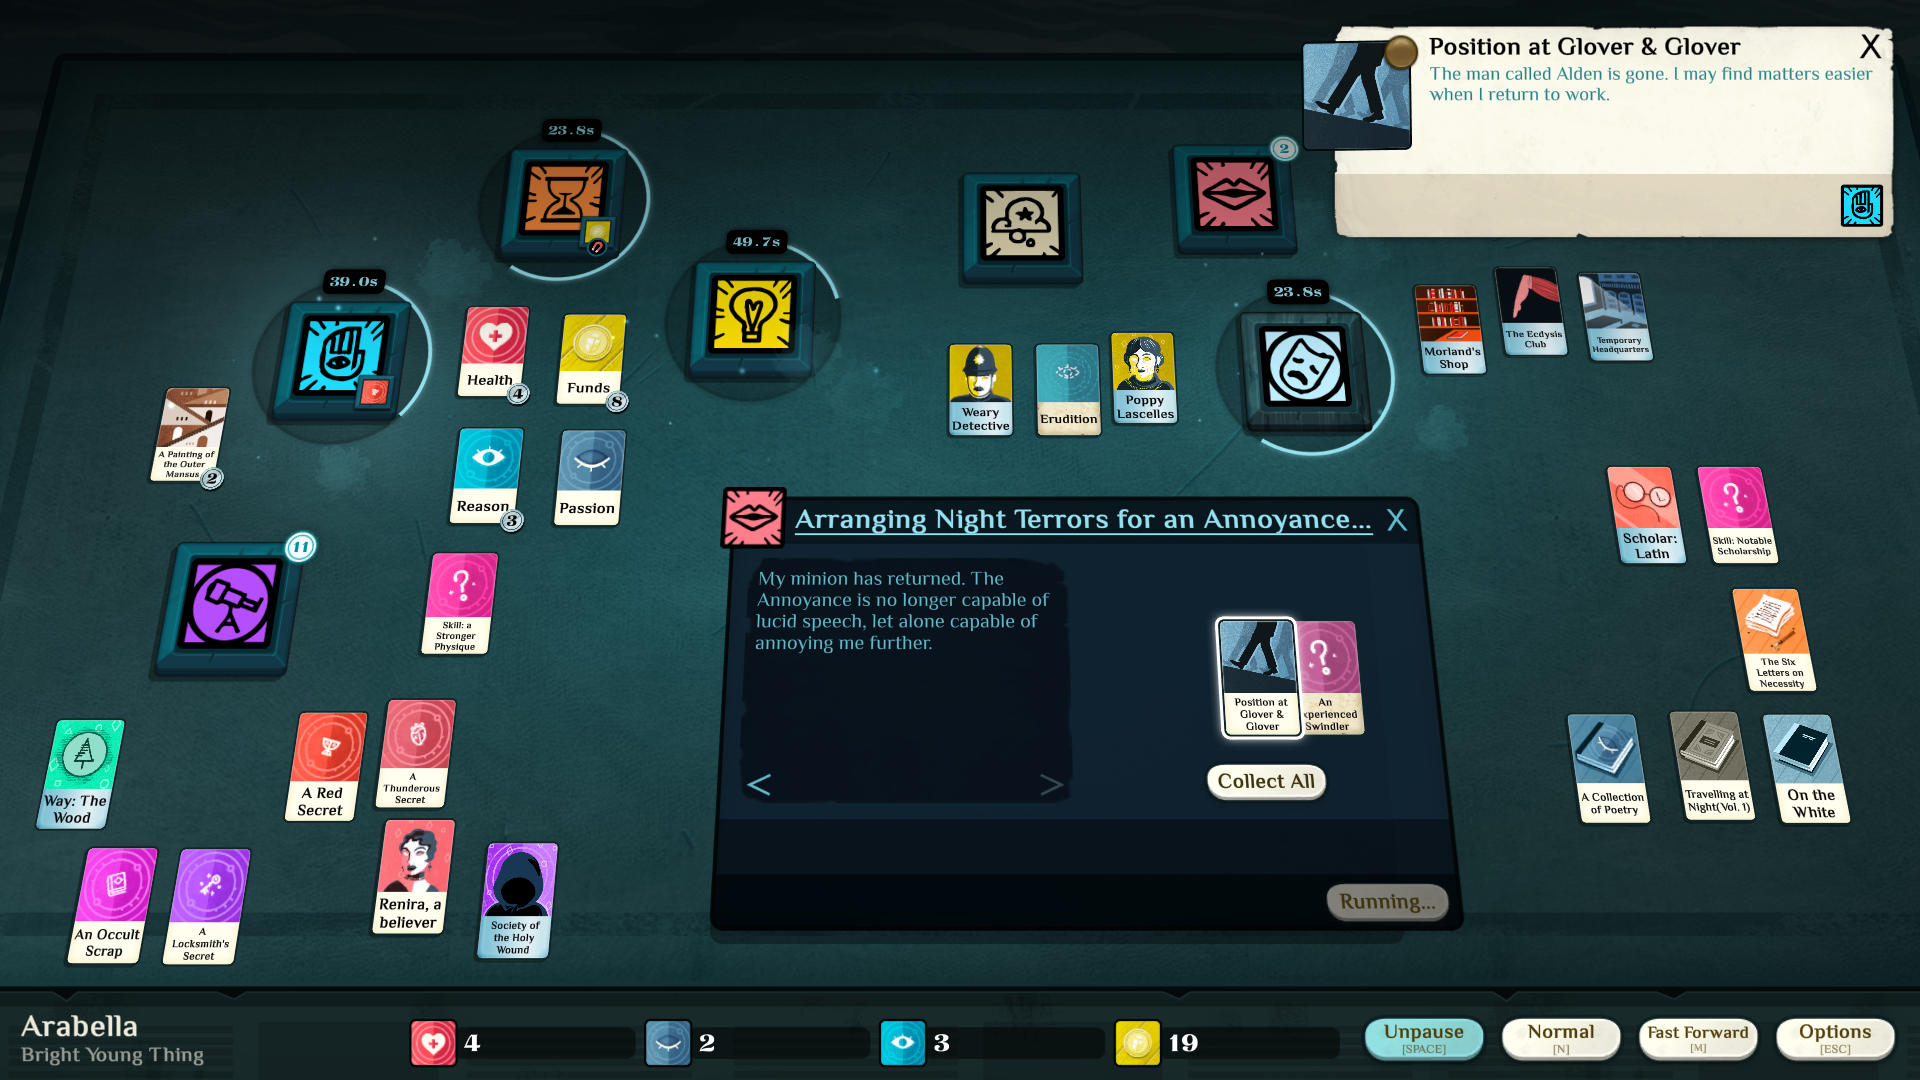 Position at Glover & Glover
X
The man called Alden is gone. I may find matters easier
when I return to work.
23.8s
2
49.7s
39.0s
23.8s
Health
4
Funds
8
Morland's
Shop
The Ecdysis
Club
Temporary
Headquarters
Weary
Detective
Erudition
Poppy
Lascelles
A Painting of
the Outer
Mansus
2
Reason
3
Passion
Arranging Night Terrors for an Annoyance...
X
My minion has returned. The
Annoyance is no longer capable of
lucid speech, let alone capable of
annoying me further.
Position at
Glover &
Glover
An
xperienced
Swindler
<
>
Collect All
Running...
Scholar:
Latin
Skill: Notable
Scholarship
11
Skill: a
Stronger
Physique
The Six
Letters on
Necessity
Way: The
Wood
A Red
Secret
A
Thunderous
Secret
A Collection
of Poetry
Travelling at
Night(Vol. 1)
On the
White
An Occult
Scrap
A
Locksmith's
Secret
Renira, a
believer
Society of
the Holy
Wound
Arabella
Bright Young Thing
4
2
3
19
Unpause
[SPACE]
Normal
[N]
Fast Forward
[M]
Options
[ESC]